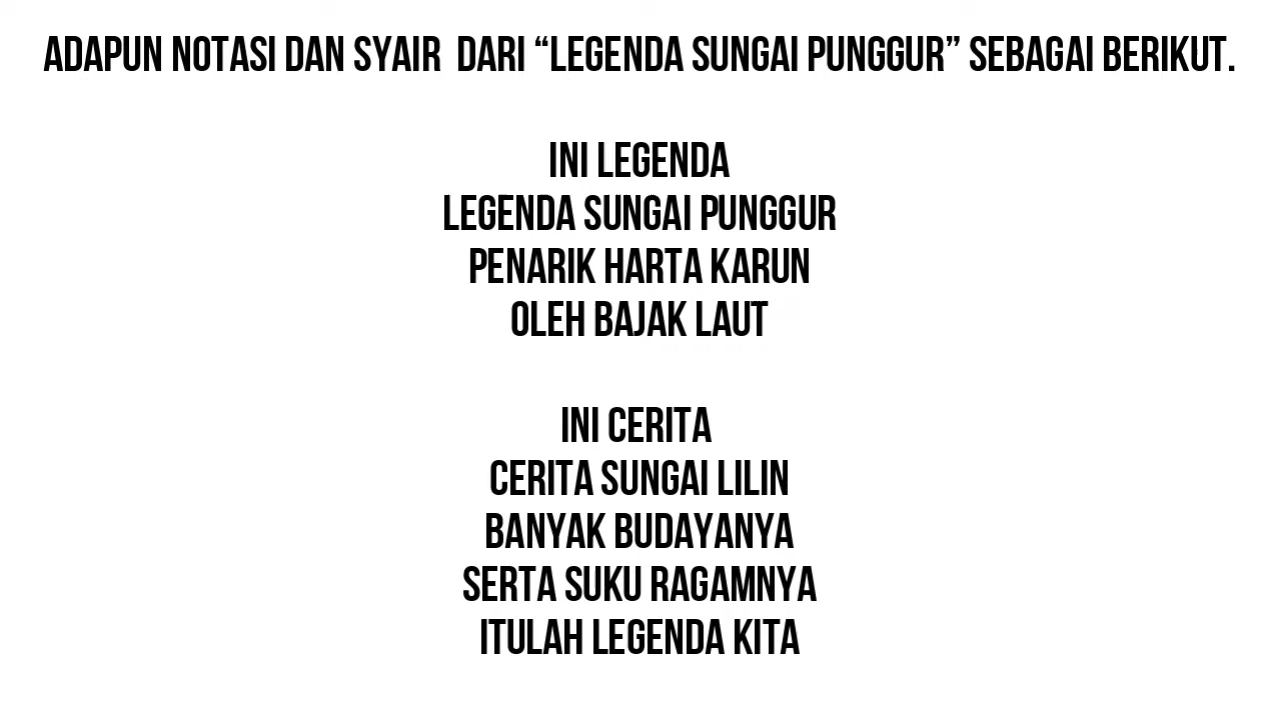 ADAPUN NOTASI DAN SYAIR DARI “LEGENDA SUNGAI PUNGGUR” SEBAGAI BERIKUT.
INI LEGENDA
LEGENDA SUNGAI PUNGGUR
PENARIK HARTA KARUN
OLEH BAJAK LAUT
INI CERITA
CERITA SUNGAI LILIN
BANYAK BUDAYANYA
SERTA SUKU RAGAMNYA
ITULAH LEGENDA KITA